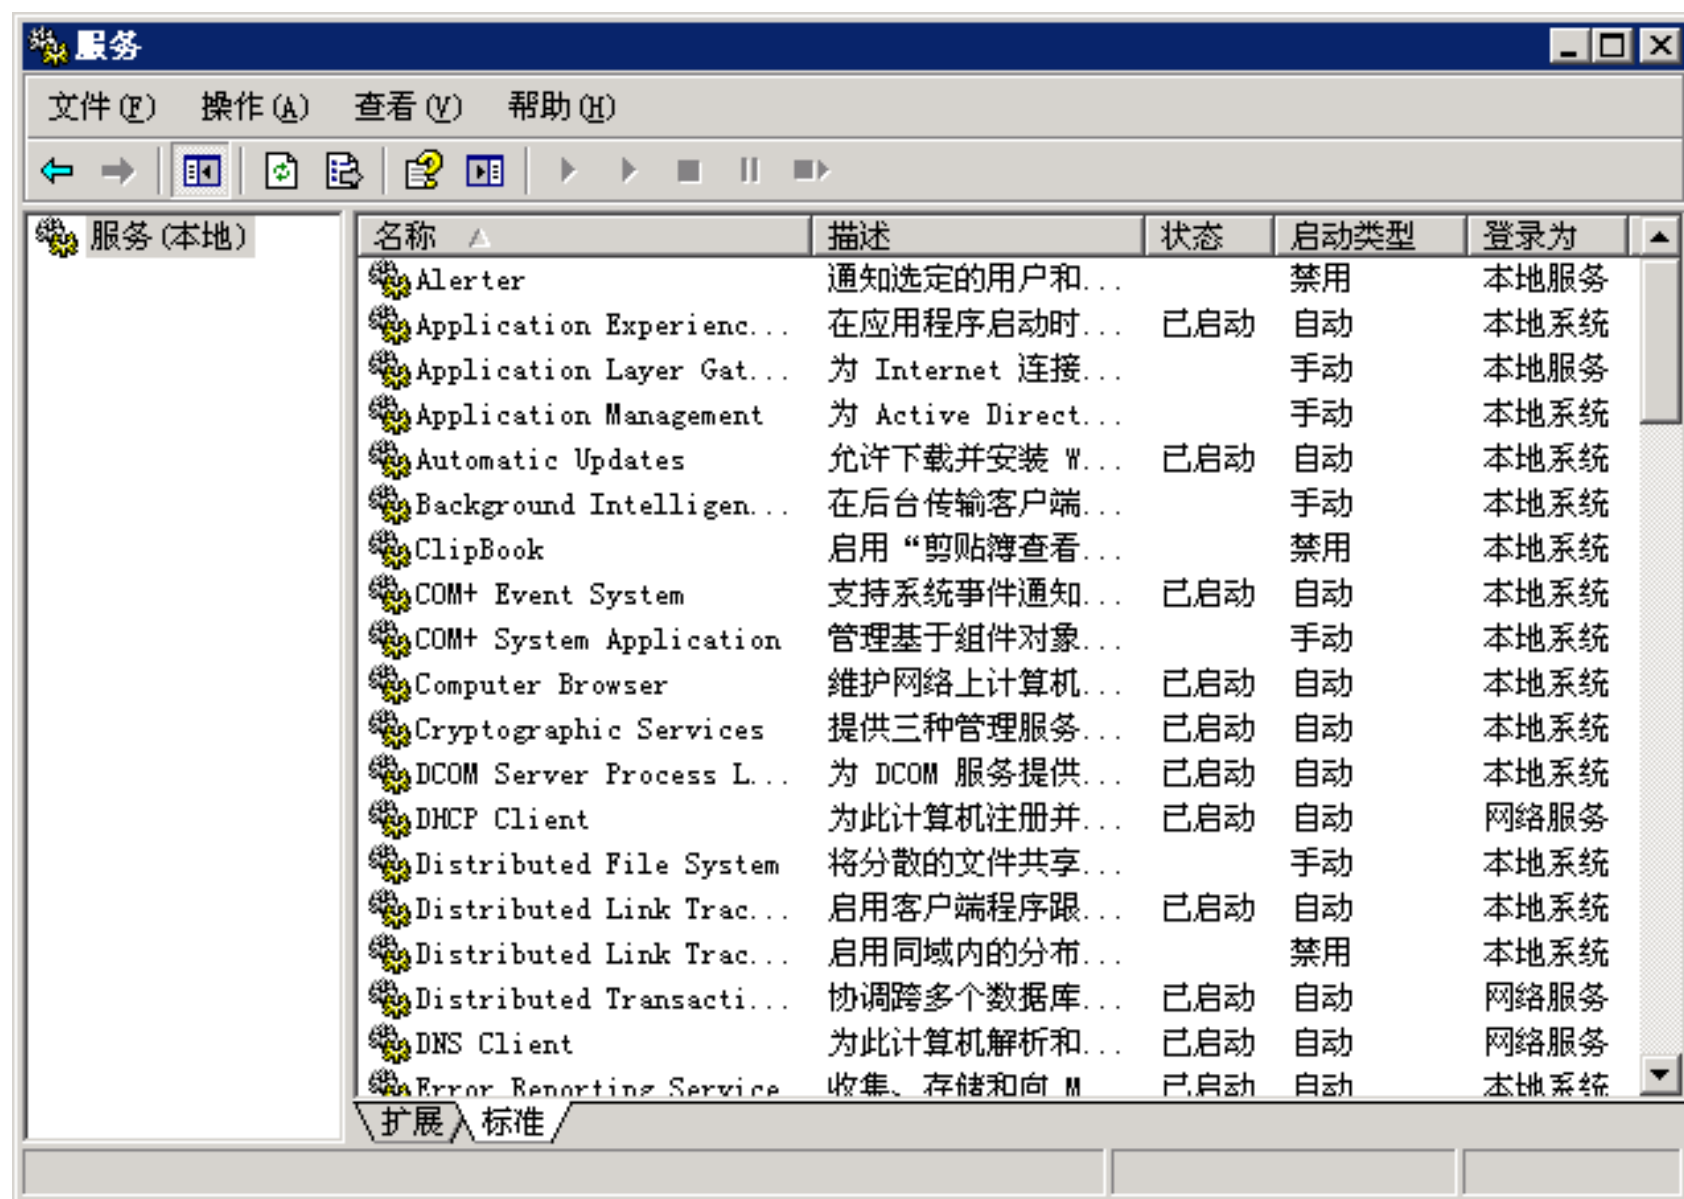 服务
文件(F) 操作(A) 查看(V) 帮助(H)
服务(本地)
名称 描述 状态 启动类型 登录为
Alerter 通知选定的用户和... 禁用 本地服务
Application Experienc... 在应用程序启动时... 已启动 自动 本地系统
Application Layer Gat... 为 Internet 连接... 手动 本地服务
Application Management 为 Active Direct... 手动 本地系统
Automatic Updates 允许下载并安装 W... 已启动 自动 本地系统
Background Intelligen... 在后台传输客户端... 手动 本地系统
ClipBook 启用“剪贴簿查看... 禁用 本地系统
COM+ Event System 支持系统事件通知... 已启动 自动 本地系统
COM+ System Application 管理基于组件对象... 手动 本地系统
Computer Browser 维护网络上计算机... 已启动 自动 本地系统
Cryptographic Services 提供三种管理服务... 已启动 自动 本地系统
DCOM Server Process L... 为 DCOM 服务提供... 已启动 自动 本地系统
DHCP Client 为此计算机注册并... 已启动 自动 网络服务
Distributed File System 将分散的文件共享... 手动 本地系统
Distributed Link Trac... 启用客户端程序跟... 已启动 自动 本地系统
Distributed Link Trac... 启用同域内的分布... 禁用 本地系统
Distributed Transacti... 协调跨多个数据库... 已启动 自动 网络服务
DNS Client 为此计算机解析和... 已启动 自动 网络服务
Error Reporting Service 收集、存储和向 M 已启动 自动 本地系统
扩展 标准